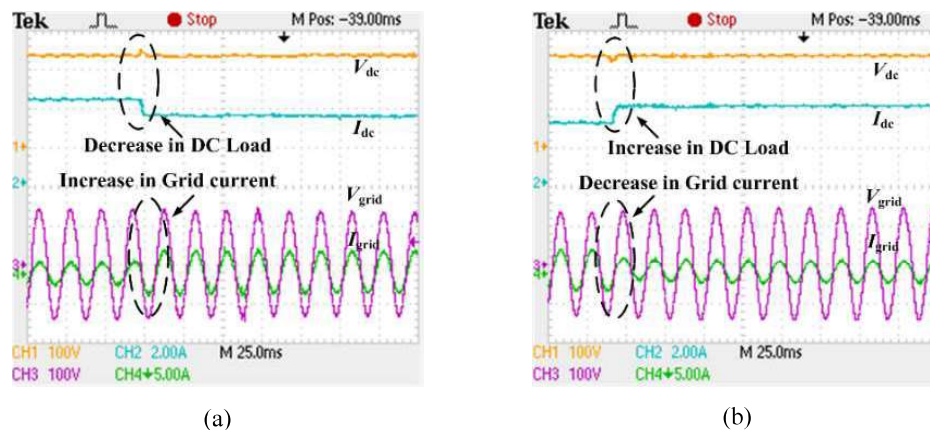 Tek Stop M Pos: -39.00ms
Vdc
Idc
Decrease in DC Load
1
2
Increase in Grid current
Vgrid
Igrid
3
4
CH1 100V CH2 2.00A M 25.0ms
CH3 100V CH4 5.00A
(a)
Tek Stop M Pos: -39.00ms
Vdc
Idc
Increase in DC Load
1
2
Decrease in Grid current
Vgrid
Igrid
3
4
CH1 100V CH2 2.00A M 25.0ms
CH3 100V CH4 5.00A
(b)